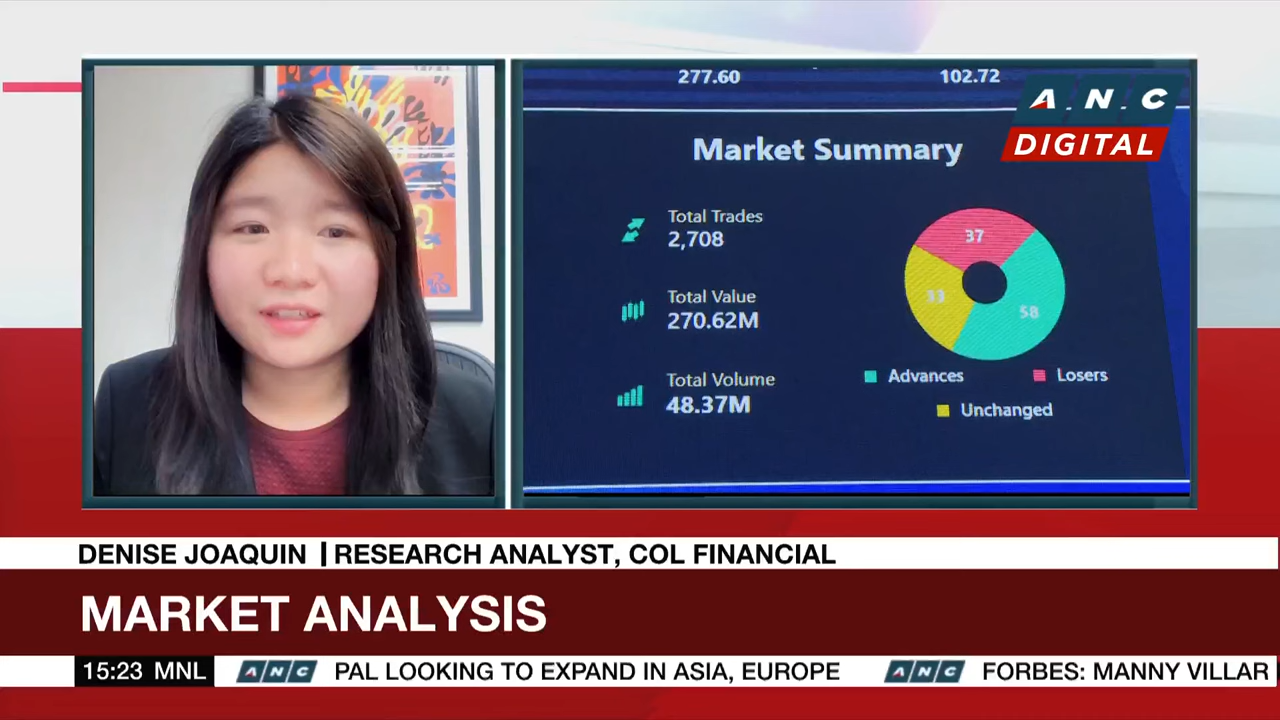 277.60 102.72
A.N.C
DIGITAL
Market Summary
Total Trades
2,708
Total Value
270.62M
Total Volume
48.37M
37
33
58
Advances
Losers
Unchanged
DENISE JOAQUIN | RESEARCH ANALYST, COL FINANCIAL
MARKET ANALYSIS
15:23 MNL ANC PAL LOOKING TO EXPAND IN ASIA, EUROPE ANC FORBES: MANNY VILLAR